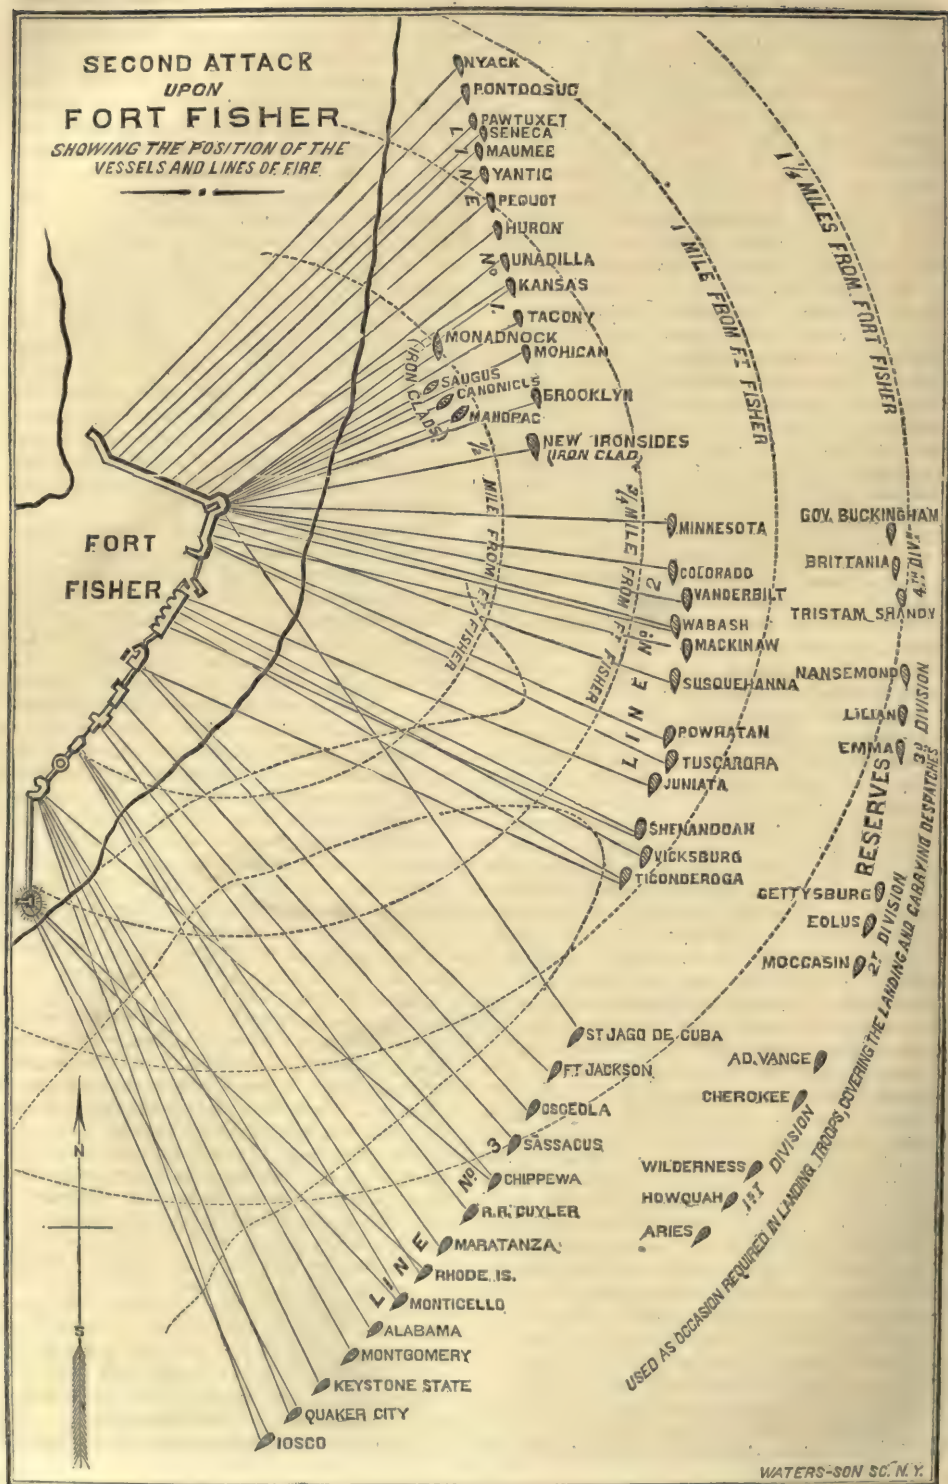 SECOND ATTACK
UPON
FORT FISHER
SHOWING THE POSITION OF THE
VESSELS AND LINES OF FIRE
NYACK
PONTOOSUC
PAWTUXET
SENECA
MAUMEE
YANTIC
PEQUOT
HURON
UNADILLA
KANSAS
TACONY
MONADNOCK
MOHICAN
(IRON CLADS)
SAUGUS
CANONICUS
BROOKLYN
MAHOPAC
NEW IRONSIDES
(IRON CLAD)
LINE No 1.
1/2 MILE FROM FT FISHER
3/4 MILE FROM FT FISHER
1 MILE FROM FT FISHER
1 1/4 MILES FROM FORT FISHER
FORT
FISHER
MINNESOTA
COLORADO
VANDERBILT
WABASH
MACKINAW
SUSQUEHANNA
POWHATAN
TUSCARORA
JUNIATA
SHENANDOAH
VICKSBURG
TICONDEROGA
LINE No 2
GOV. BUCKINGHAM
BRITTANIA
TRISTAM SHANDY
4TH DIVN
NANSEMOND
LILIAN
EMMA
3D DIVISION
RESERVES
GETTYSBURG
EOLUS
MOCCASIN
2T DIVISION
AD. VANCE
CHEROKEE
WILDERNESS
HOWQUAH
ARIES
1ST DIVISION
USED AS OCCASION REQUIRED IN LANDING TROOPS, COVERING THE LANDING AND CARRYING DESPATCHES
ST JAGO DE CUBA
FT JACKSON
OSCEOLA
SASSACUS
CHIPPEWA
R.R. CUYLER
MARATANZA
RHODE IS.
MONTICELLO
ALABAMA
MONTGOMERY
KEYSTONE STATE
QUAKER CITY
IOSCO
LINE No 3
N
S
WATERS-SON SC. N.Y.